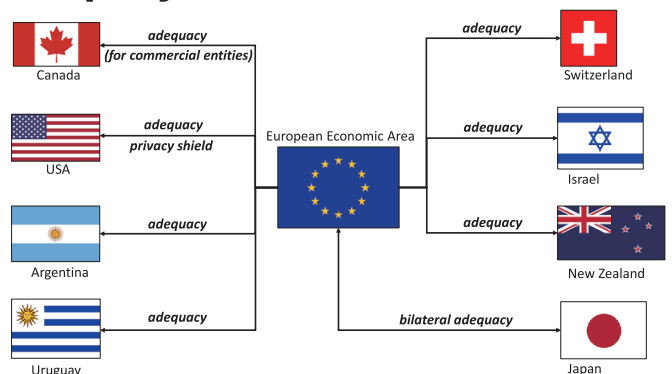 adequacy
(for commercial entities)
Canada
adequacy
privacy shield
USA
adequacy
Argentina
adequacy
Uruguay
European Economic Area
adequacy
Switzerland
adequacy
Israel
adequacy
New Zealand
bilateral adequacy
Japan